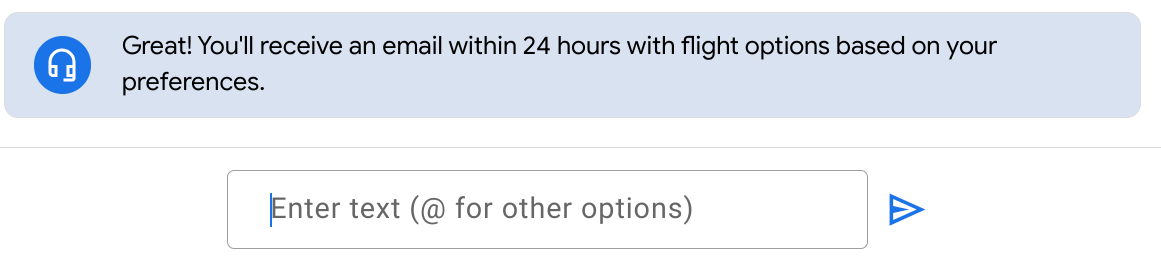 Great! You'll receive an email within 24 hours with flight options based on your
preferences.
Enter text (@ for other options)